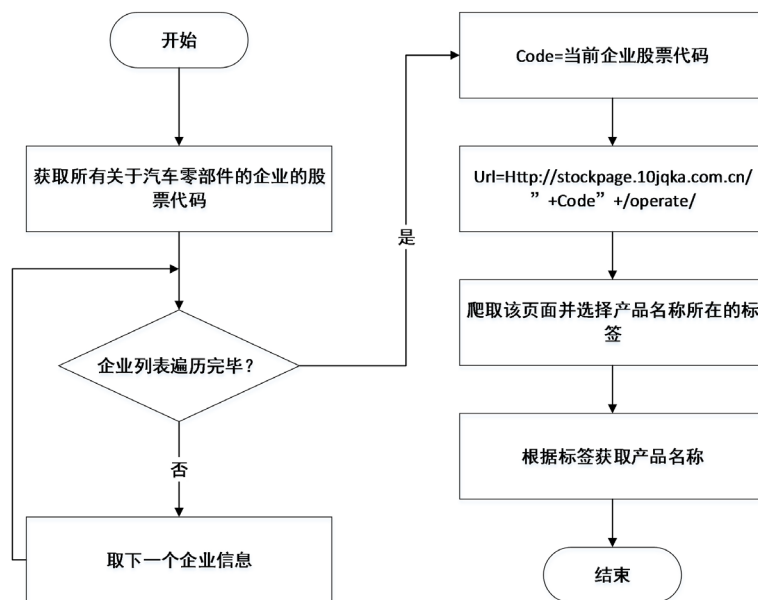 开始
获取所有关于汽车零部件的企业的股
票代码
企业列表遍历完毕？
否
取下一个企业信息
是
Code=当前企业股票代码
Url=Http://stockpage.10jqka.com.cn/
”+Code”+/operate/
爬取该页面并选择产品名称所在的标
签
根据标签获取产品名称
结束